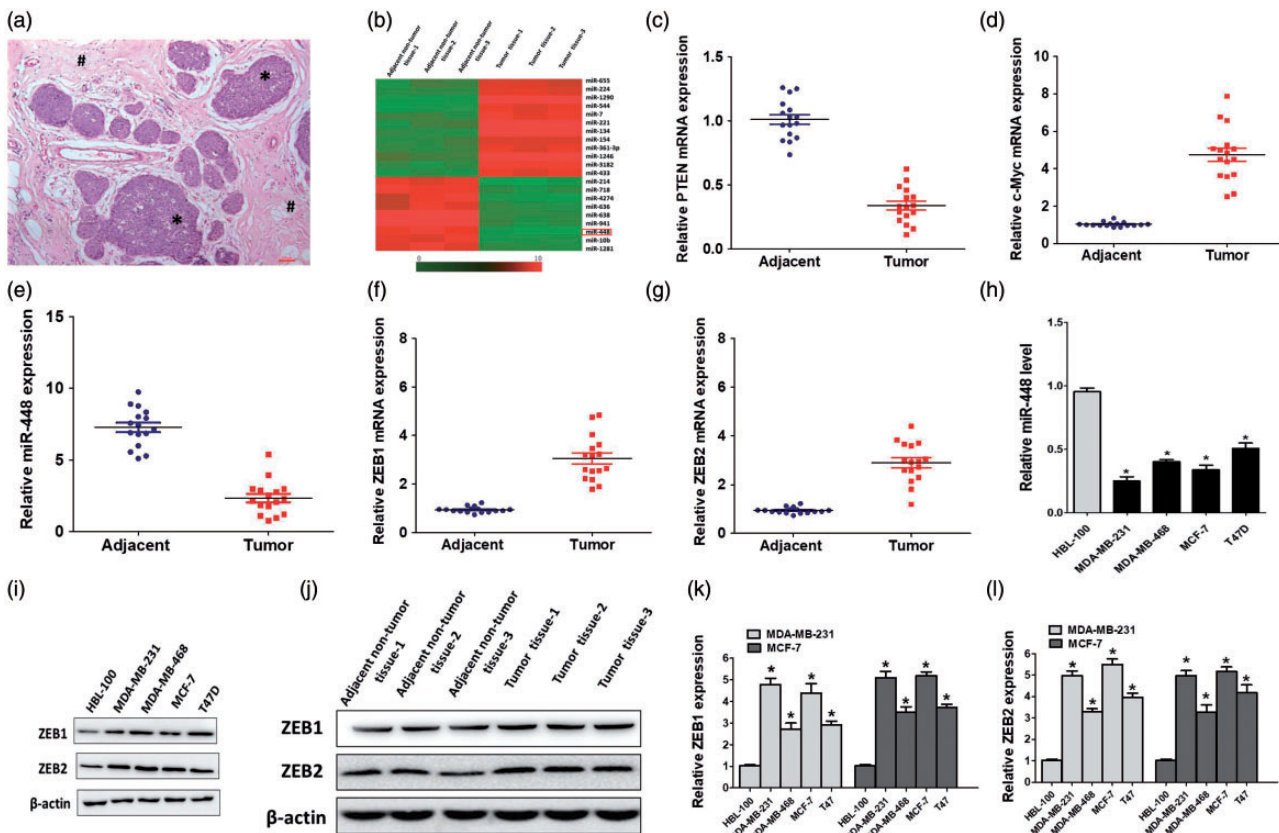 (a)
#
*
*
#
(b)
Adjacent non-tumor
tissue-1
Adjacent non-tumor
tissue-2
Adjacent non-tumor
tissue-3
Tumor tissue-1
Tumor tissue-2
Tumor tissue-3
miR-655
miR-224
miR-1290
miR-544
miR-7
miR-221
miR-134
miR-154
miR-361-3p
miR-1246
miR-3182
miR-433
miR-214
miR-718
miR-4274
miR-636
miR-638
miR-941
miR-448
miR-10b
miR-1281
0
10
(c)
Relative PTEN mRNA expression
1.5
1.0
0.5
0.0
Adjacent
Tumor
(d)
Relative c-Myc mRNA expression
10
8
6
4
2
0
Adjacent
Tumor
(e)
Relative miR-448 expression
15
10
5
0
Adjacent
Tumor
(f)
Relative ZEB1 mRNA expression
8
6
4
2
0
Adjacent
Tumor
(g)
Relative ZEB2 mRNA expression
8
6
4
2
0
Adjacent
Tumor
(h)
Relative miR-448 level
1.5
1.0
0.5
0.0
*
*
*
*
HBL-100
MDA-MB-231
MDA-MB-468
MCF-7
T47D
(i)
HBL-100
MDA-MB-231
MDA-MB-468
MCF-7
T47D
ZEB1
ZEB2
β-actin
(j)
Adjacent non-tumor
tissue-1
Adjacent non-tumor
tissue-2
Adjacent non-tumor
tissue-3
Tumor tissue-1
Tumor tissue-2
Tumor tissue-3
ZEB1
ZEB2
β-actin
(k)
MDA-MB-231
MCF-7
Relative ZEB1 expression
6
5
4
3
2
1
0
*
*
*
*
*
*
*
*
HBL-100
MDA-MB-231
MDA-MB-468
MCF-7
T47
HBL-100
MDA-MB-231
MDA-MB-468
MCF-7
T47
(l)
MDA-MB-231
MCF-7
Relative ZEB2 expression
6
5
4
3
2
1
0
*
*
*
*
*
*
*
*
HBL-100
MDA-MB-231
MDA-MB-468
MCF-7
T47
HBL-100
MDA-MB-231
MDA-MB-468
MCF-7
T47